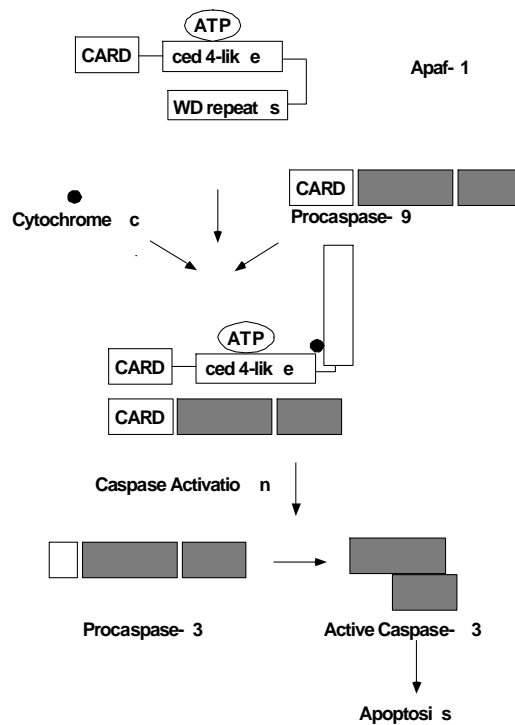 ATP
CARD
ced 4-lik e
Apaf- 1
WD repeat s
CARD
Cytochrome c
Procaspase- 9
ATP
CARD
ced 4-lik e
CARD
Caspase Activatio n
Procaspase- 3
Active Caspase- 3
Apoptosi s